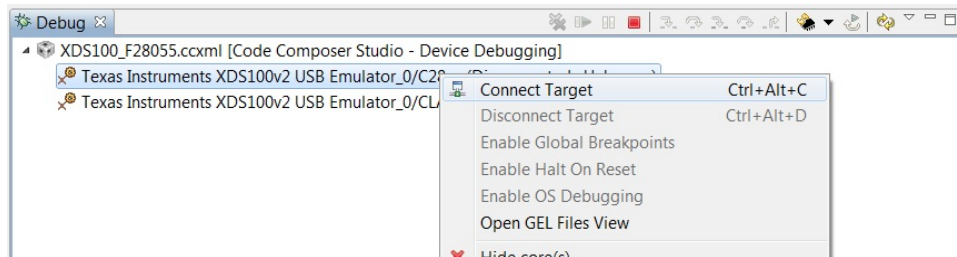 Debug
XDS100_F28055.ccxml [Code Composer Studio - Device Debugging]
Texas Instruments XDS100v2 USB Emulator_0/C28
Texas Instruments XDS100v2 USB Emulator_0/CL
Connect Target Ctrl+Alt+C
Disconnect Target Ctrl+Alt+D
Enable Global Breakpoints
Enable Halt On Reset
Enable OS Debugging
Open GEL Files View
Hide core(s)